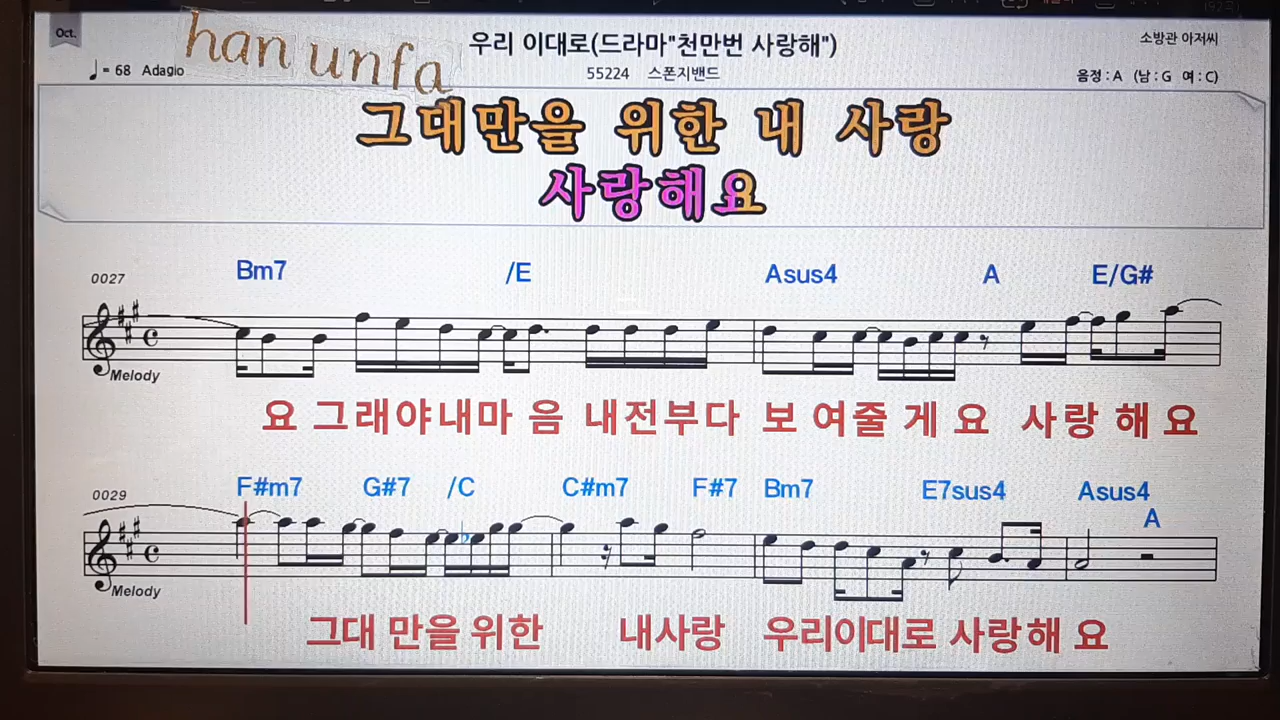 Oct.
han unfa
우리 이대로(드라마"천만번 사랑해")
소방관 아저씨
♩= 68 Adagio
55224 스폰지밴드
음정 : A (남 : G 여 : C)
그대만을 위한 내 사랑
사랑해요
0027
Bm7 /E Asus4 A E/G#
Melody
요 그래야내마 음 내전부다 보 여줄 게 요 사랑 해 요
0029
F#m7 G#7 /C C#m7 F#7 Bm7 E7sus4 Asus4
A
Melody
그대 만을 위한 내사랑 우리이대로 사랑해 요